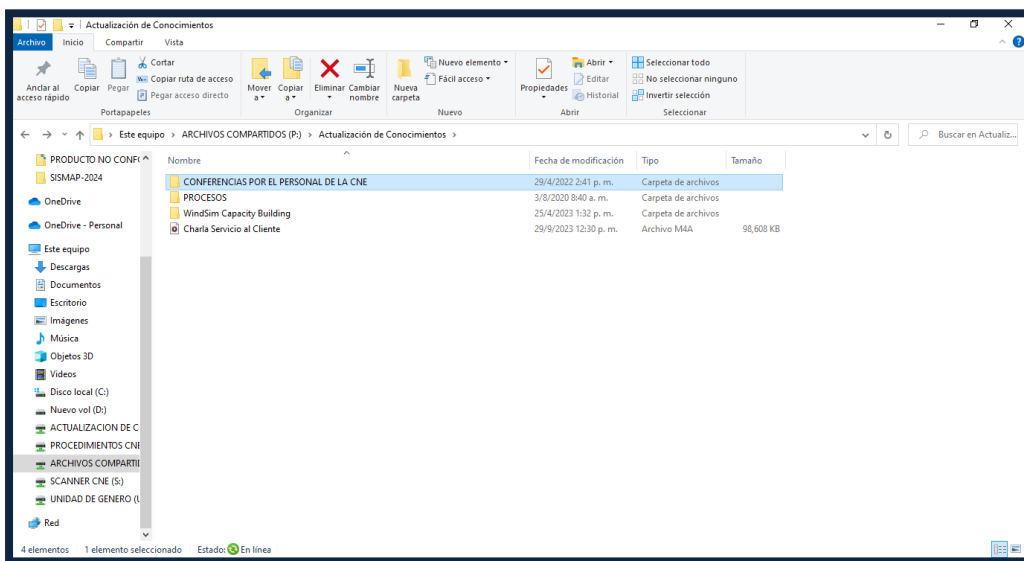 Actualización de Conocimientos
Archivo Inicio Compartir Vista
Anclar al acceso rápido
Copiar
Pegar
Cortar
Copiar ruta de acceso
Pegar acceso directo
Portapapeles
Mover a
Copiar a
Eliminar
Cambiar nombre
Organizar
Nueva carpeta
Nuevo elemento
Fácil acceso
Nuevo
Propiedades
Abrir
Editar
Historial
Abrir
Seleccionar todo
No seleccionar ninguno
Invertir selección
Seleccionar
Este equipo > ARCHIVOS COMPARTIDOS (P:) > Actualización de Conocimientos >
Buscar en Actualiz...
PRODUCTO NO CONF
SISMAP-2024
OneDrive
OneDrive - Personal
Este equipo
Descargas
Documentos
Escritorio
Imágenes
Música
Objetos 3D
Videos
Disco local (C:)
Nuevo vol (D:)
ACTUALIZACION DE C
PROCEDIMIENTOS CNE
ARCHIVOS COMPARTI
SCANNER CNE (S:)
UNIDAD DE GENERO (
Red
Nombre Fecha de modificación Tipo Tamaño
CONFERENCIAS POR EL PERSONAL DE LA CNE 29/4/2022 2:41 p. m. Carpeta de archivos
PROCESOS 3/8/2020 8:40 a. m. Carpeta de archivos
WindSim Capacity Building 25/4/2023 1:32 p. m. Carpeta de archivos
Charla Servicio al Cliente 29/9/2023 12:30 p. m. Archivo M4A 98,608 KB
4 elementos 1 elemento seleccionado Estado: En línea